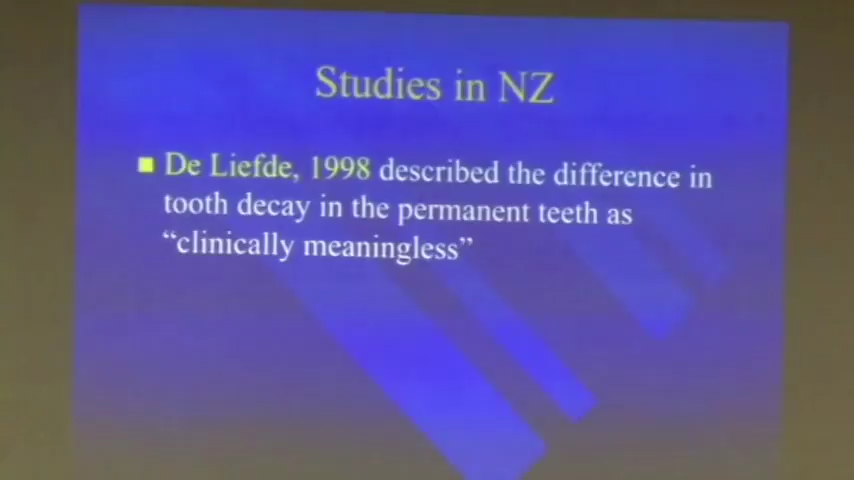 Studies in NZ
De Liefde, 1998 described the difference in
tooth decay in the permanent teeth as
“clinically meaningless”